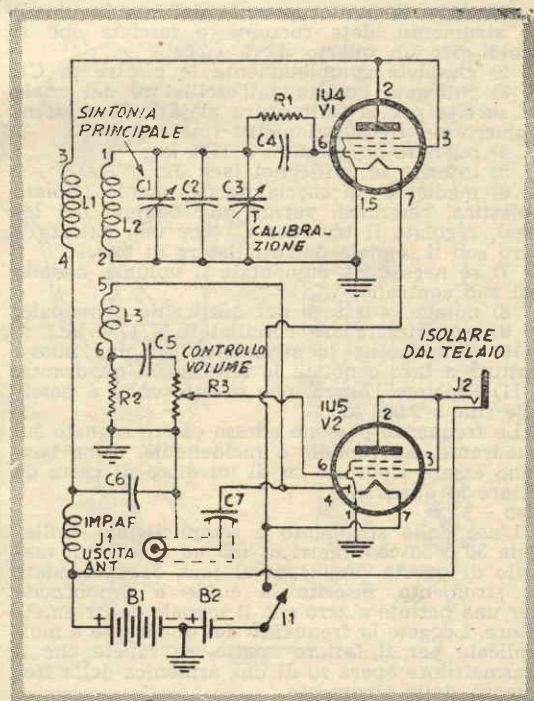 1U4
V1
R1
SINTONIA
PRINCIPALE
C4
2
6
3
3
1
L1
L2
C1
C2
C3
1,5
7
4
2
CALIBRA-
ZIONE
5
L3
6
C5
CONTROLLO
VOLUME
ISOLARE
DAL TELAIO
R2
R3
1U5
V2
J2
2
6
3
4
1
7
C6
C7
IMP. AF
J1
USCITA
ANT.
+ B1 -
+ B2 -
I1